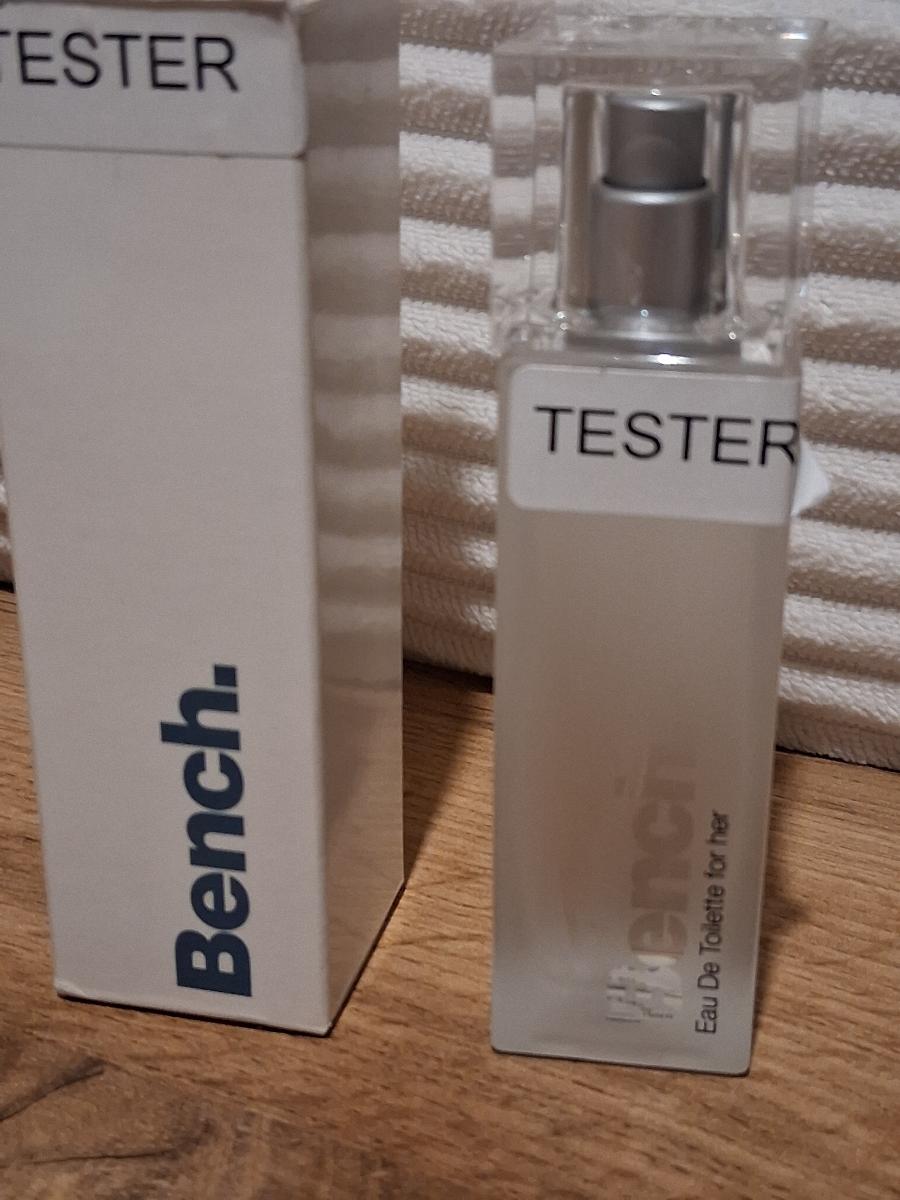 TESTER
Bench.
TESTER
Bench
Eau De Toilette for her